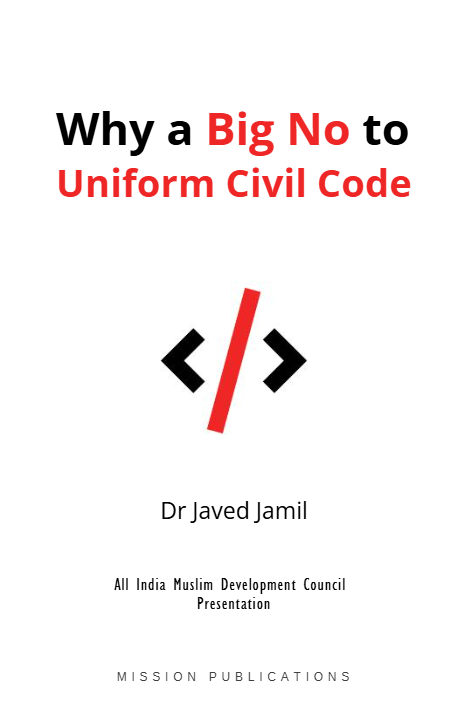 Why a Big No to
Uniform Civil Code
Dr Javed Jamil
All India Muslim Development Council
Presentation
MISSION PUBLICATIONS